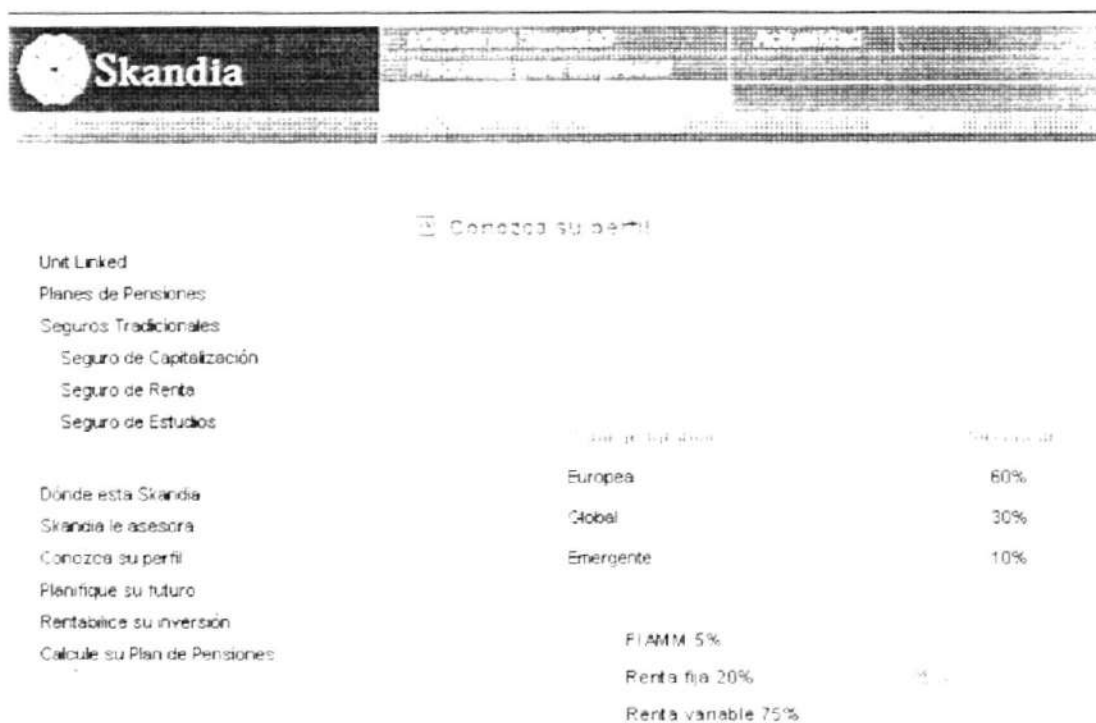 Skandia
Conozca su perfil
Unit Linked
Planes de Pensiones
Seguros Tradicionales
Seguro de Capitalización
Seguro de Renta
Seguro de Estudios
Dónde esta Skandia
Skandia le asesora
Conozca su perfil
Planifique su futuro
Rentabilice su inversión
Calcule su Plan de Pensiones
Europea 60%
Global 30%
Emergente 10%
FIAMM 5%
Renta fija 20%
Renta variable 75%